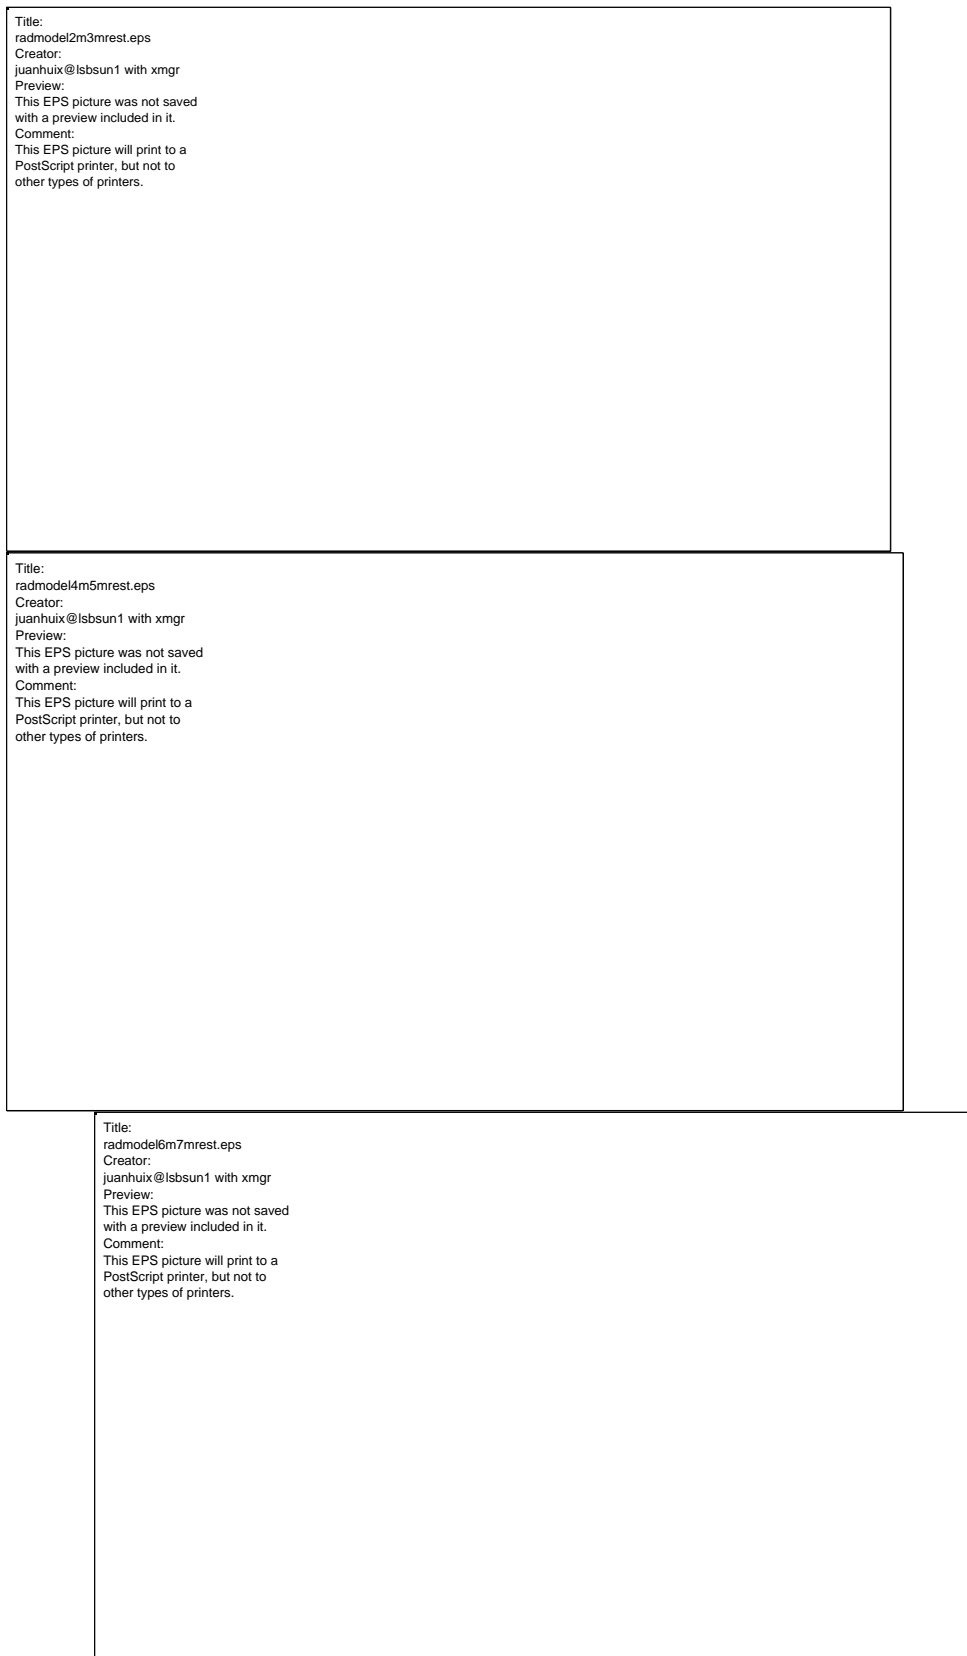 Title:
radmodel2m3mrest.eps
Creator:
juanhuix@lsbsun1 with xmgr
Preview:
This EPS picture was not saved
with a preview included in it.
Comment:
This EPS picture will print to a
PostScript printer, but not to
other types of printers.
Title:
radmodel4m5mrest.eps
Creator:
juanhuix@lsbsun1 with xmgr
Preview:
This EPS picture was not saved
with a preview included in it.
Comment:
This EPS picture will print to a
PostScript printer, but not to
other types of printers.
Title:
radmodel6m7mrest.eps
Creator:
juanhuix@lsbsun1 with xmgr
Preview:
This EPS picture was not saved
with a preview included in it.
Comment:
This EPS picture will print to a
PostScript printer, but not to
other types of printers.